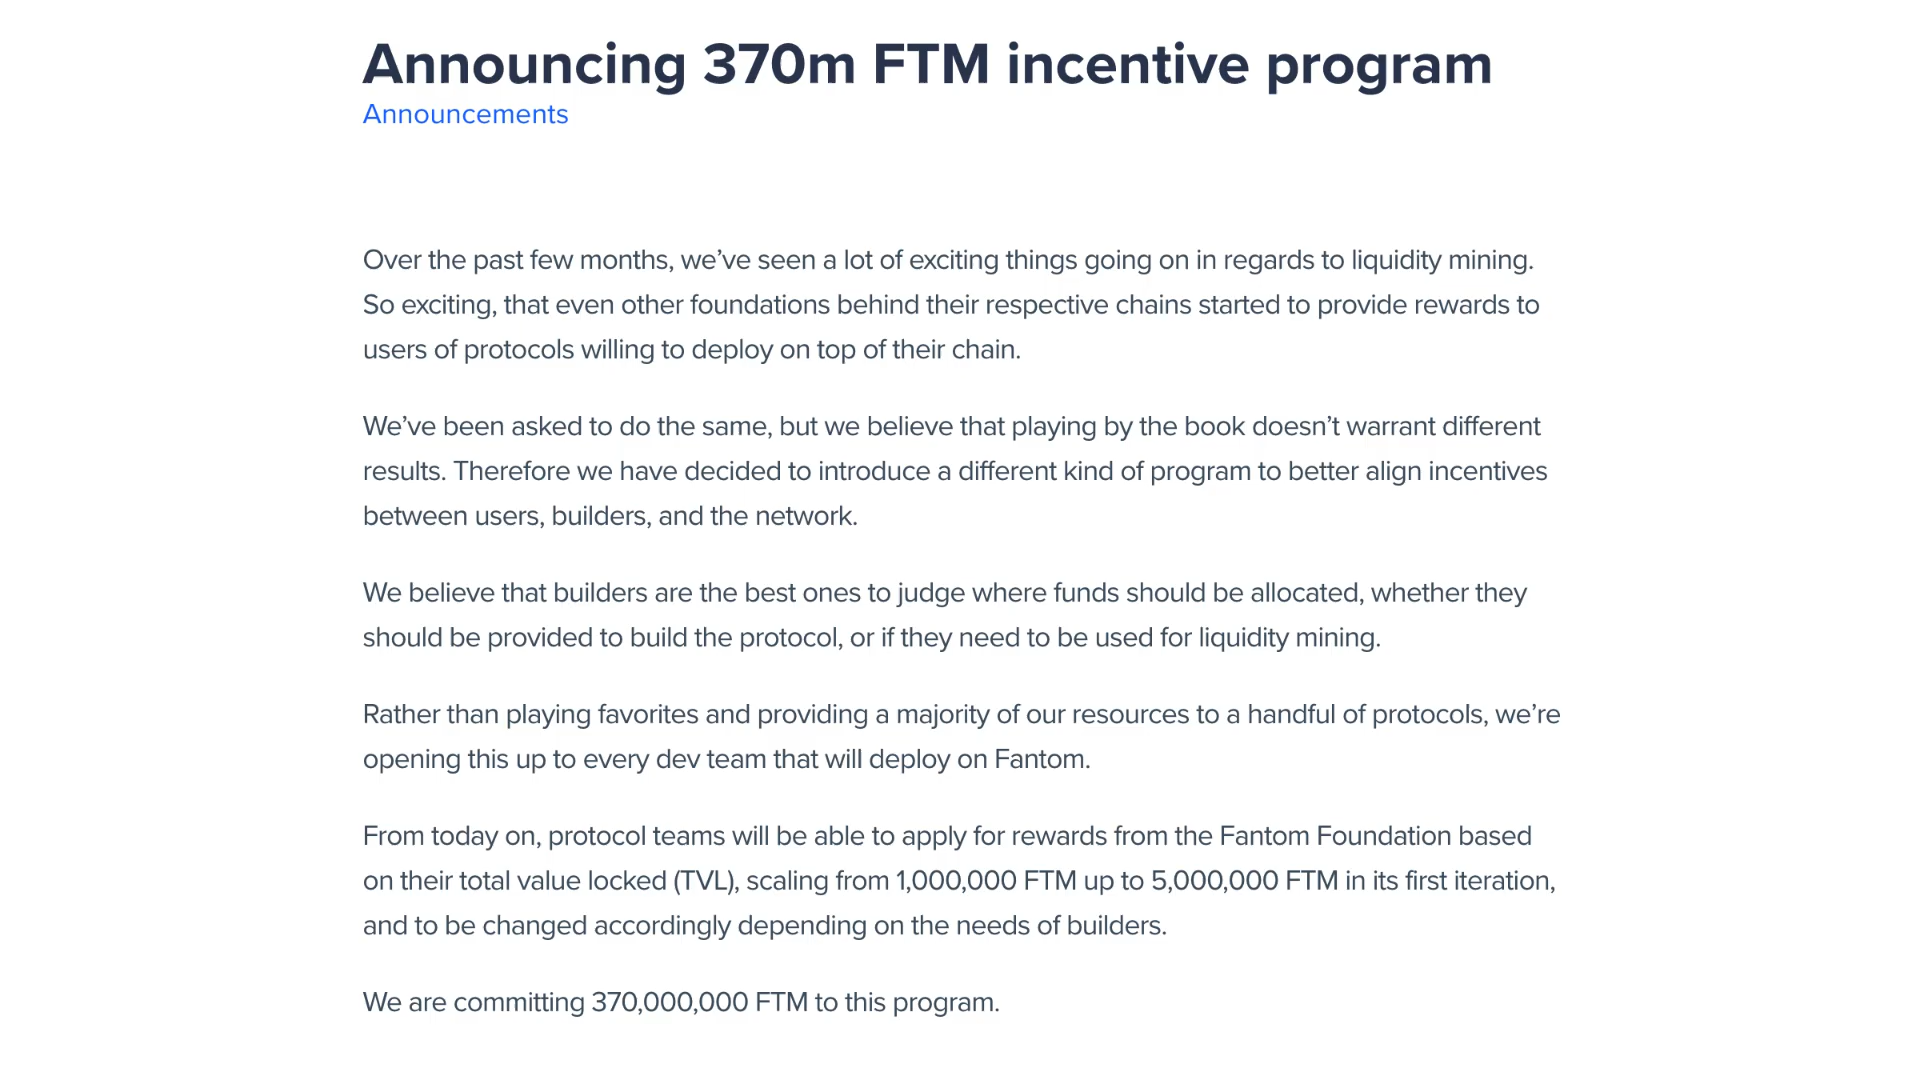 Announcing 370m FTM incentive program
Announcements
Over the past few months, we’ve seen a lot of exciting things going on in regards to liquidity mining.
So exciting, that even other foundations behind their respective chains started to provide rewards to
users of protocols willing to deploy on top of their chain.
We’ve been asked to do the same, but we believe that playing by the book doesn’t warrant different
results. Therefore we have decided to introduce a different kind of program to better align incentives
between users, builders, and the network.
We believe that builders are the best ones to judge where funds should be allocated, whether they
should be provided to build the protocol, or if they need to be used for liquidity mining.
Rather than playing favorites and providing a majority of our resources to a handful of protocols, we’re
opening this up to every dev team that will deploy on Fantom.
From today on, protocol teams will be able to apply for rewards from the Fantom Foundation based
on their total value locked (TVL), scaling from 1,000,000 FTM up to 5,000,000 FTM in its first iteration,
and to be changed accordingly depending on the needs of builders.
We are committing 370,000,000 FTM to this program.